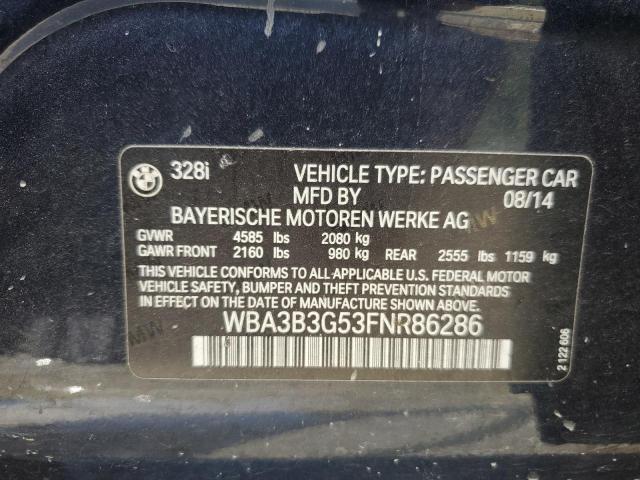 328i VEHICLE TYPE: PASSENGER CAR
MFD BY 08/14
BAYERISCHE MOTOREN WERKE AG
GVWR 4585 lbs 2080 kg
GAWR FRONT 2160 lbs 980 kg REAR 2555 lbs 1159 kg
THIS VEHICLE CONFORMS TO ALL APPLICABLE U.S. FEDERAL MOTOR
VEHICLE SAFETY, BUMPER AND THEFT PREVENTION STANDARDS
IN EFFECT ON THE DATE OF MANUFACTURE SHOWN ABOVE.
WBA3B3G53FNR86286
2 122 606